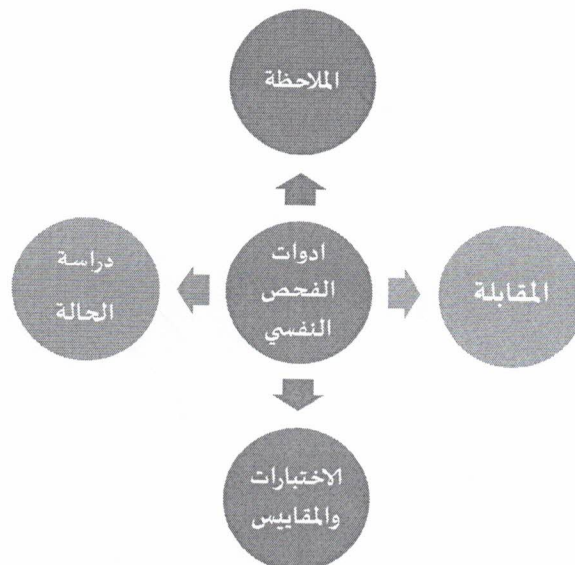 الملاحظة
ادوات
الفحص
النفسي
المقابلة
دراسة
الحالة
الاختبارات
والمقاييس